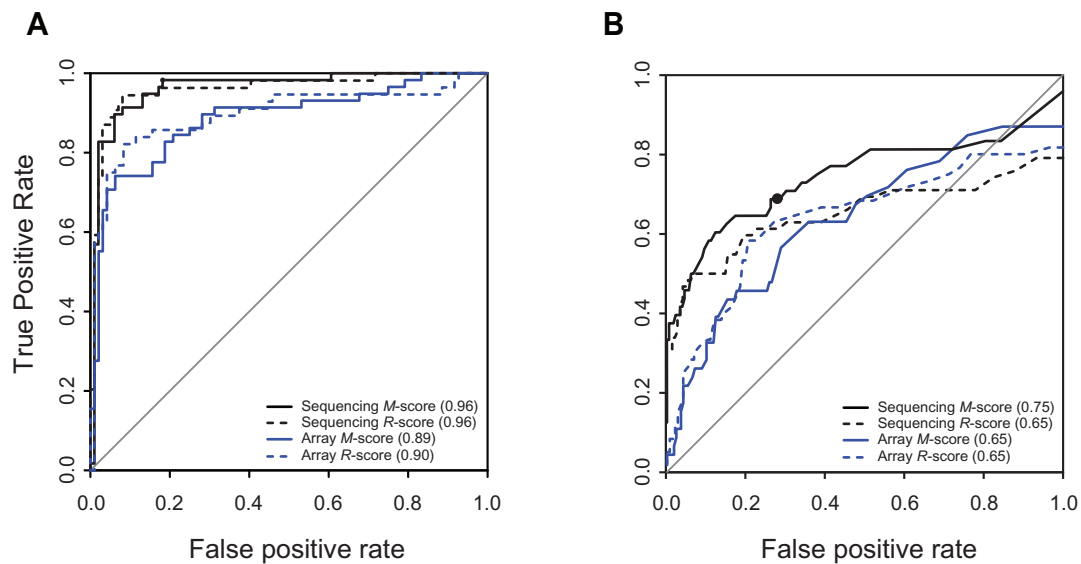 A
True Positive Rate
1.0
0.8
0.6
0.4
0.2
0.0
Sequencing M-score (0.96)
Sequencing R-score (0.96)
Array M-score (0.89)
Array R-score (0.90)
0.0 0.2 0.4 0.6 0.8 1.0
False positive rate
B
1.0
0.8
0.6
0.4
0.2
0.0
Sequencing M-score (0.75)
Sequencing R-score (0.65)
Array M-score (0.65)
Array R-score (0.65)
0.0 0.2 0.4 0.6 0.8 1.0
False positive rate